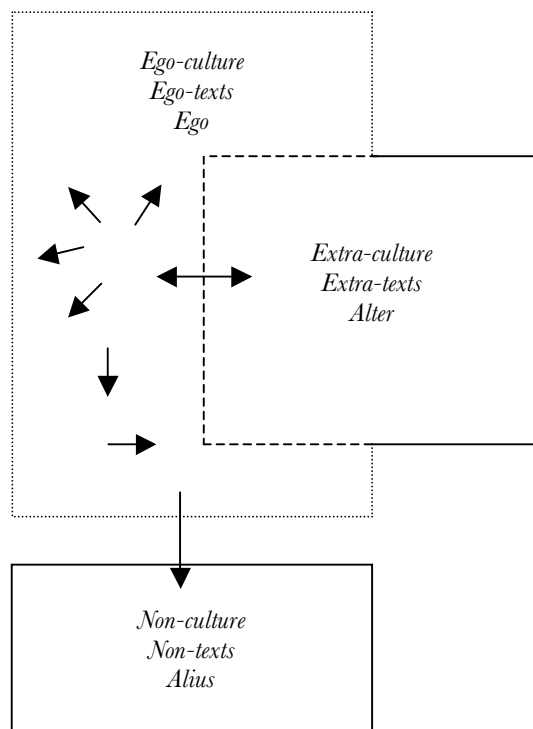 Ego-culture
Ego-texts
Ego
Extra-culture
Extra-texts
Alter
Non-culture
Non-texts
Alius